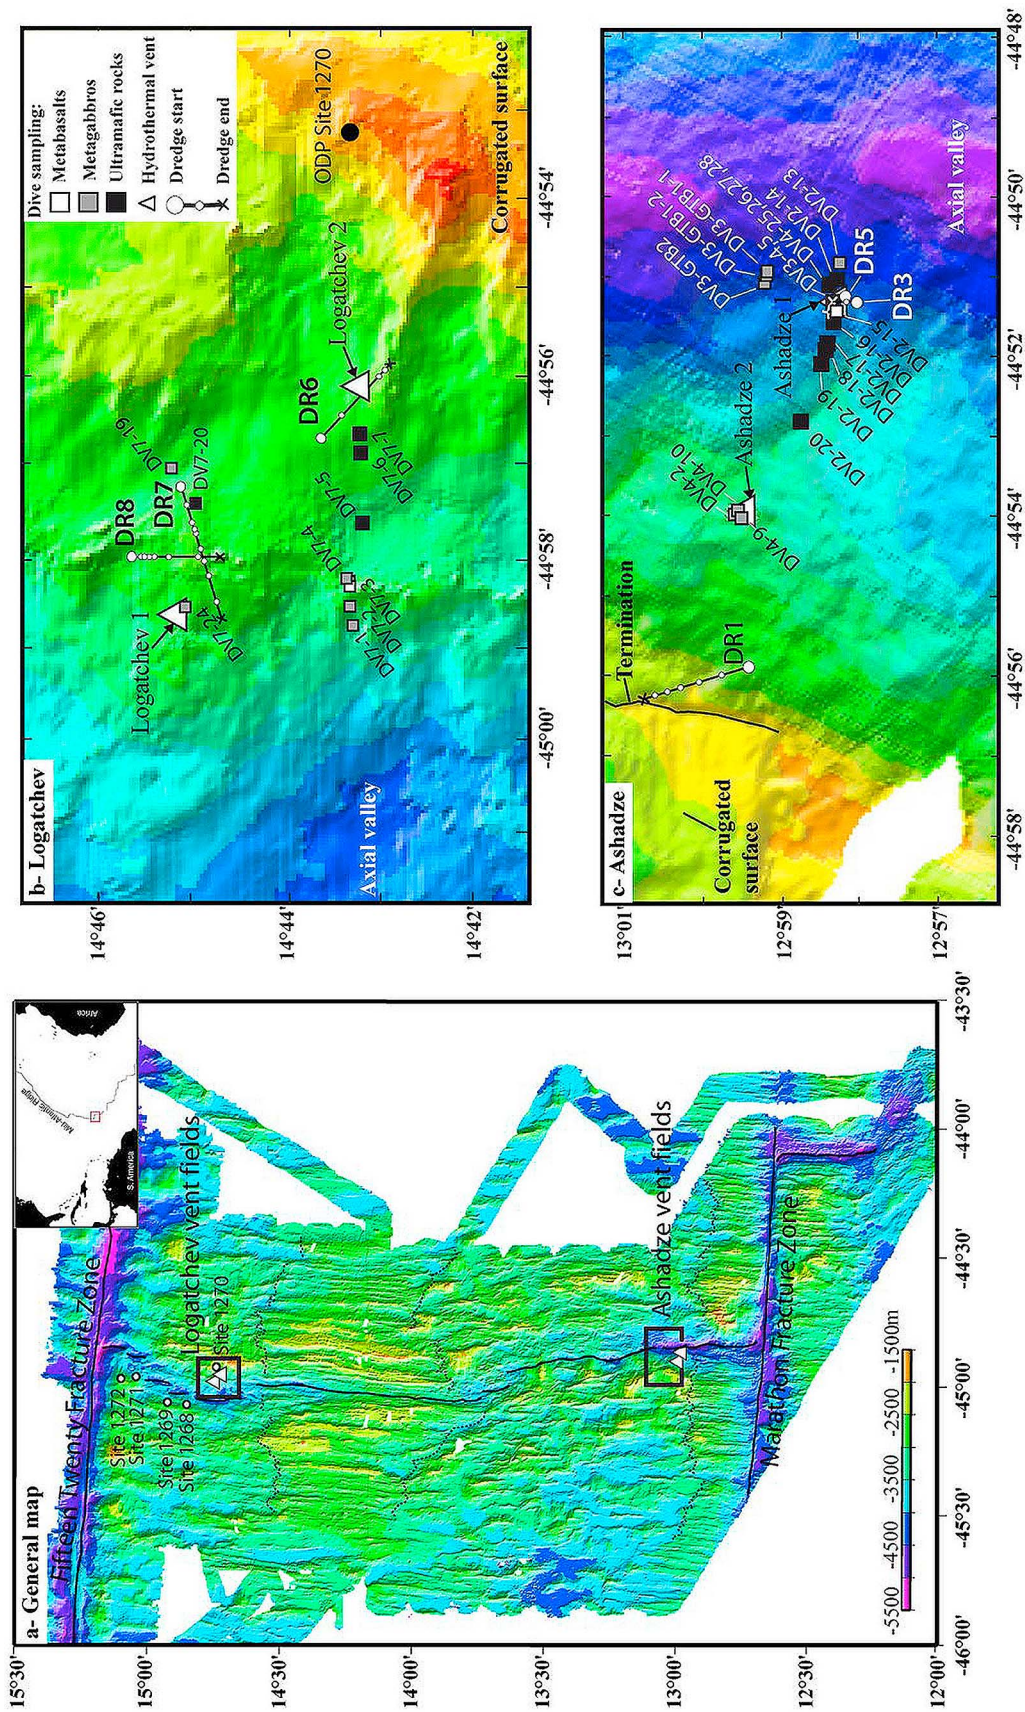 a- General map
Mid-Atlantic Ridge
Africa
S. America
Fifteen Twenty Fracture Zone
Site 1272
Site 1271
Site1269
Site 1268
Logatchev vent fields
Site 1270
Ashadze vent fields
Marathon Fracture Zone
-5500 -4500 -3500 -2500 -1500m
15°30'
15°00'
14°30'
14°00'
13°30'
13°00'
12°30'
12°00'
-46°00' -45°30' -45°00' -44°30' -44°00' -43°30'
b- Logatchev
Dive sampling:
Metabasalts
Metagabbros
Ultramafic rocks
Hydrothermal vent
Dredge start
Dredge end
Logatchev 1
DR8
DR7
DV7-19
DV7-20
DV7-24
DR6
Logatchev 2
ODP Site 1270
DV7-1
DV7-2
DV7-3
DV7-4
DV7-5
DV7-6
DV7-7
Axial valley
Corrugated surface
14°46'
14°44'
14°42'
-45°00' -44°58' -44°56' -44°54'
c- Ashadze
Termination
DR1
Corrugated
surface
DV4-2
DV4-10
DV4-9
Ashadze 2
Ashadze 1
DV3-GTB2
DV3-GTB1-2
DV3-GTB1-1
DV3-4,5
DV4-25,26,27,28
DV2-14
DV2-13
DR5
DR3
DV2-15
DV2-16
DV2-17
DV2-18
DV2-19
DV2-20
Axial valley
13°01'
12°59'
12°57'
-44°58' -44°56' -44°54' -44°52' -44°50' -44°48'